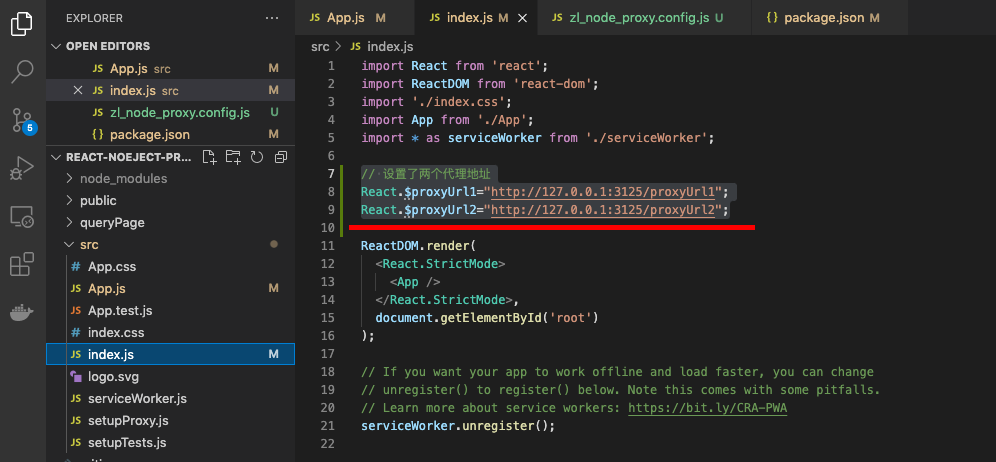 EXPLORER
···
OPEN EDITORS
JS App.js src M
JS index.js src M
JS zl_node_proxy.config.js U
{} package.json M
REACT-NOEJECT-PR...
node_modules
public
queryPage
src
# App.css
JS App.js M
JS App.test.js
# index.css
JS index.js M
logo.svg
JS serviceWorker.js
JS setupProxy.js
JS setupTests.js
5
JS App.js M
JS index.js M
JS zl_node_proxy.config.js U
{} package.json M
src > JS index.js
1 import React from 'react';
2 import ReactDOM from 'react-dom';
3 import './index.css';
4 import App from './App';
5 import * as serviceWorker from './serviceWorker';
6
7 // 设置了两个代理地址
8 React.$proxyUrl1="http://127.0.0.1:3125/proxyUrl1";
9 React.$proxyUrl2="http://127.0.0.1:3125/proxyUrl2";
10
11 ReactDOM.render(
12 <React.StrictMode>
13 <App />
14 </React.StrictMode>,
15 document.getElementById('root')
16 );
17
18 // If you want your app to work offline and load faster, you can change
19 // unregister() to register() below. Note this comes with some pitfalls.
20 // Learn more about service workers: https://bit.ly/CRA-PWA
21 serviceWorker.unregister();
22